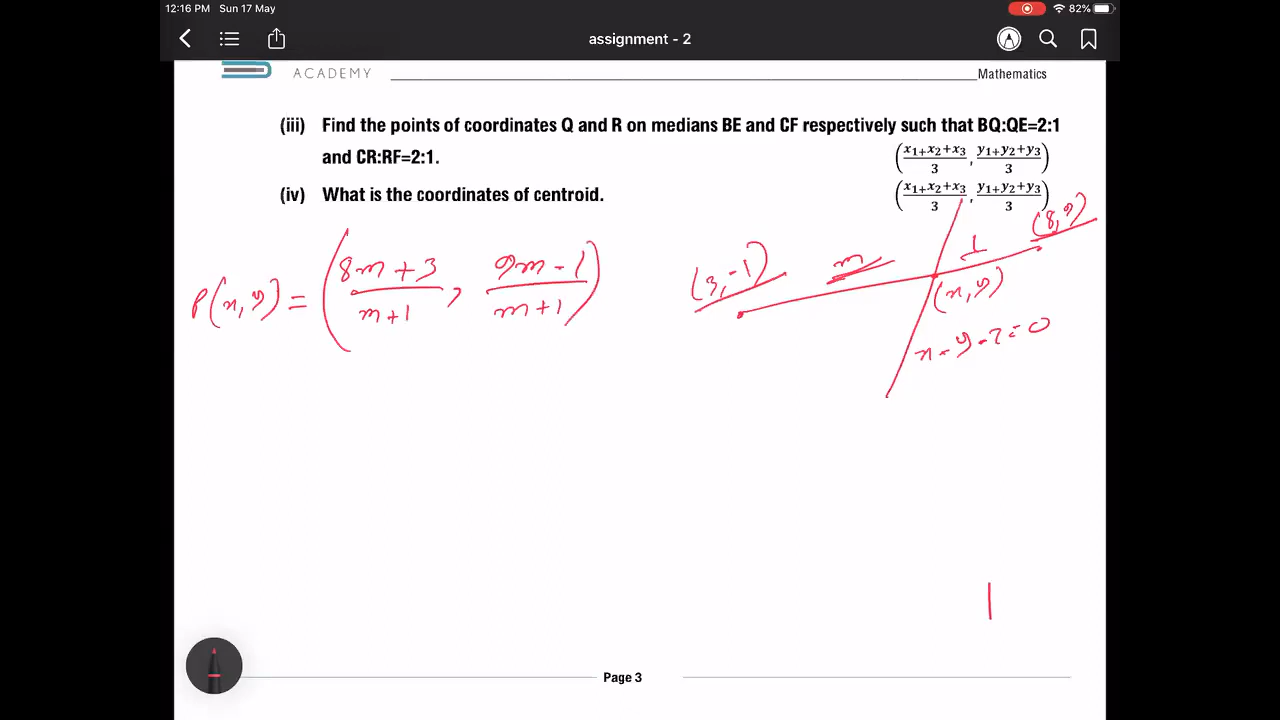 12:16 PM Sun 17 May 82%
assignment - 2
ACADEMY Mathematics
(iii) Find the points of coordinates Q and R on medians BE and CF respectively such that BQ:QE=2:1
and CR:RF=2:1. (x₁+x₂+x₃/3, y₁+y₂+y₃/3)
(iv) What is the coordinates of centroid. (x₁+x₂+x₃/3, y₁+y₂+y₃/3)
P(x, y) = (8m+3/m+1, 9m-1/m+1)
(3,-1) m 1 (8,9)
(x,y)
x-y-2=0
Page 3